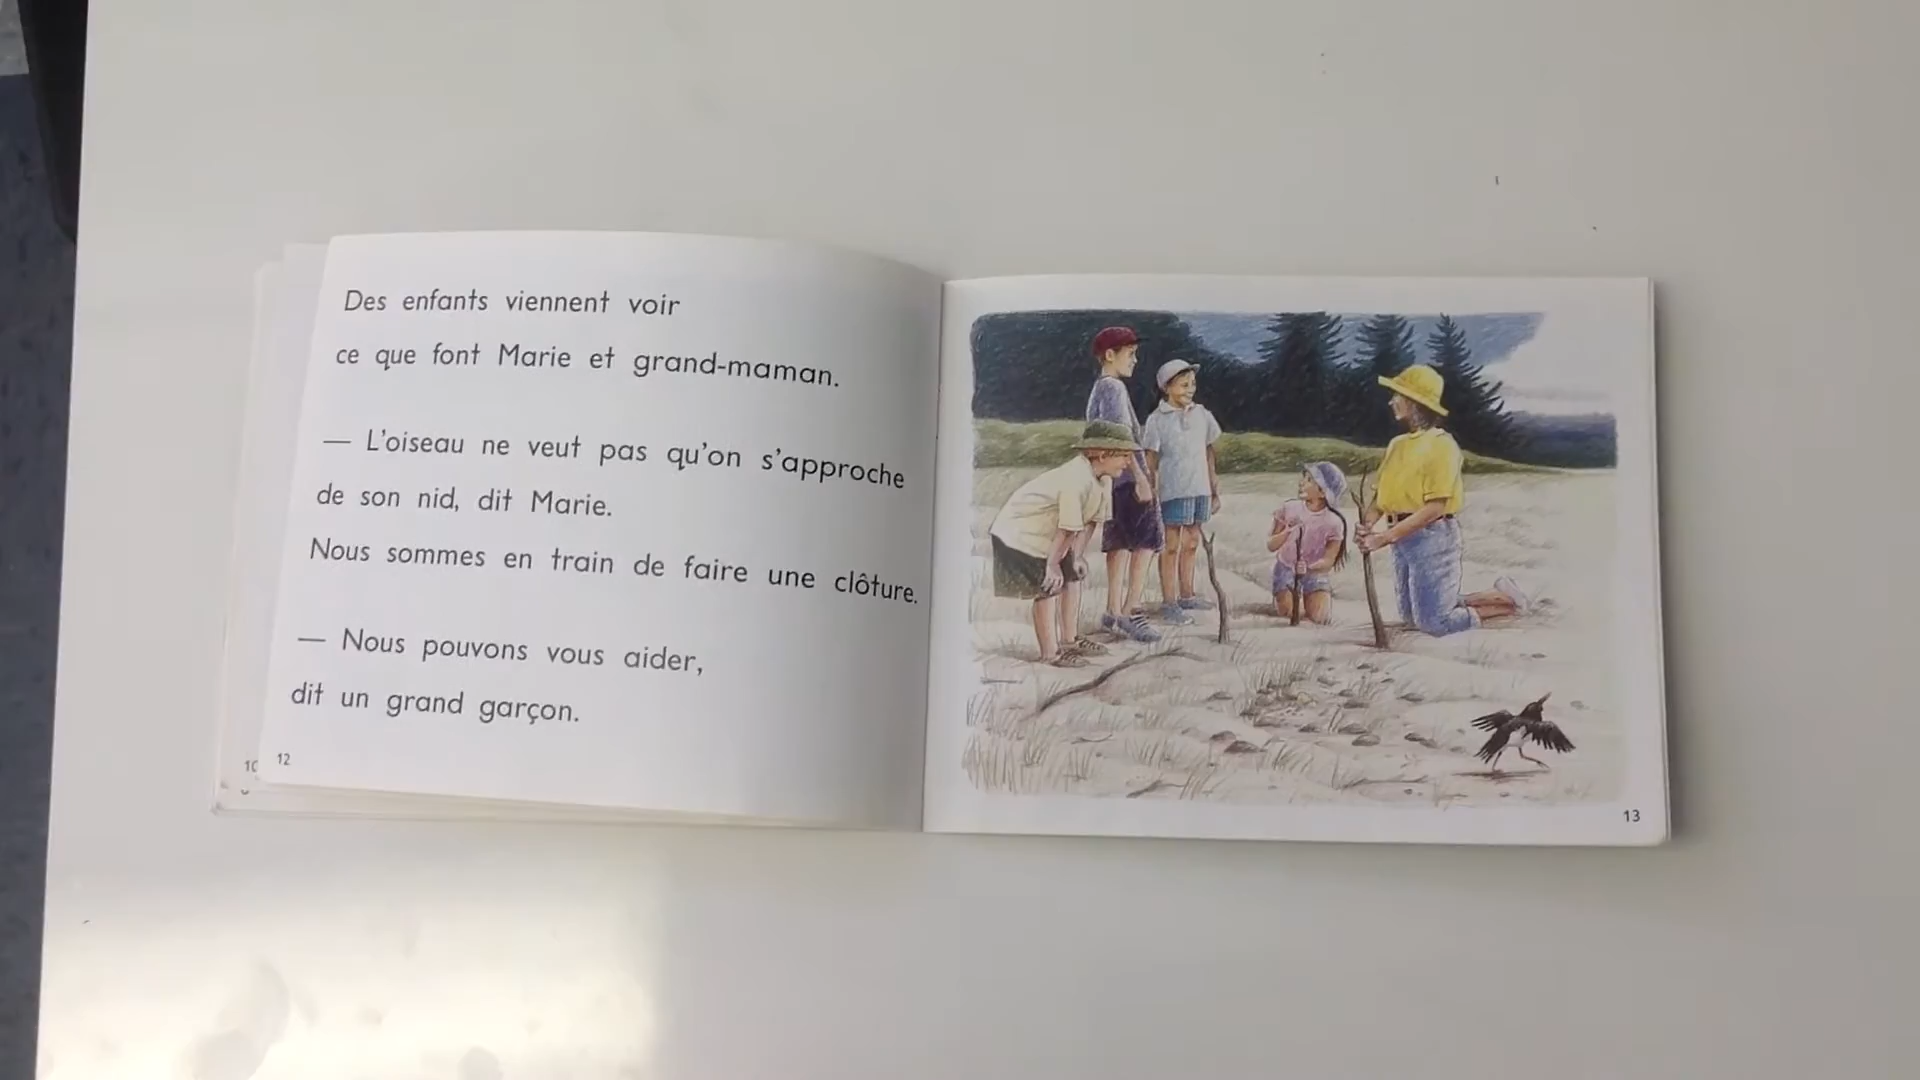 Des enfants viennent voir
ce que font Marie et grand-maman.
— L'oiseau ne veut pas qu'on s'approche
de son nid, dit Marie.
Nous sommes en train de faire une clôture.
— Nous pouvons vous aider,
dit un grand garçon.
10
12
13